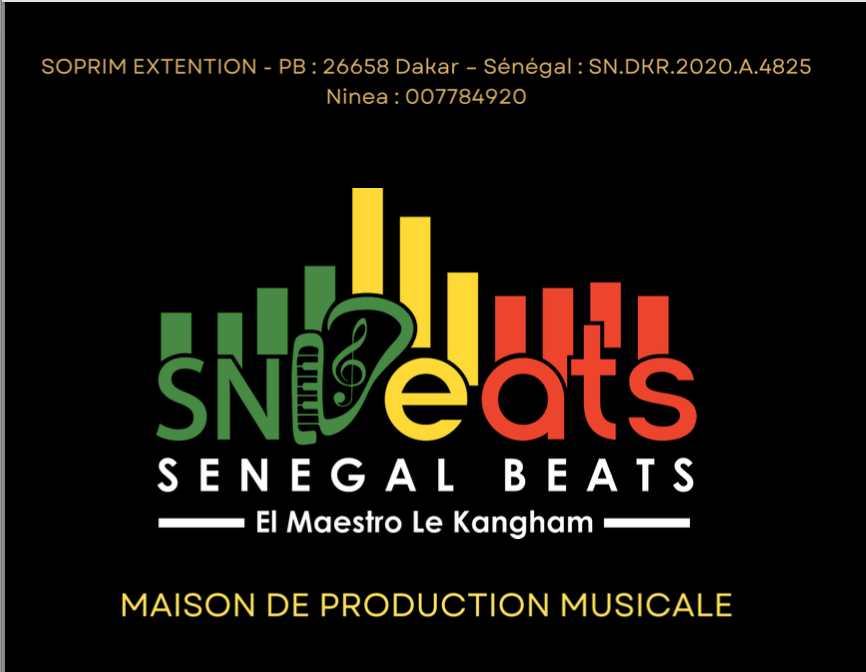 SOPRIM EXTENTION - PB : 26658 Dakar – Sénégal : SN.DKR.2020.A.4825
Ninea : 007784920
SNBeats
SENEGAL BEATS
El Maestro Le Kangham
MAISON DE PRODUCTION MUSICALE